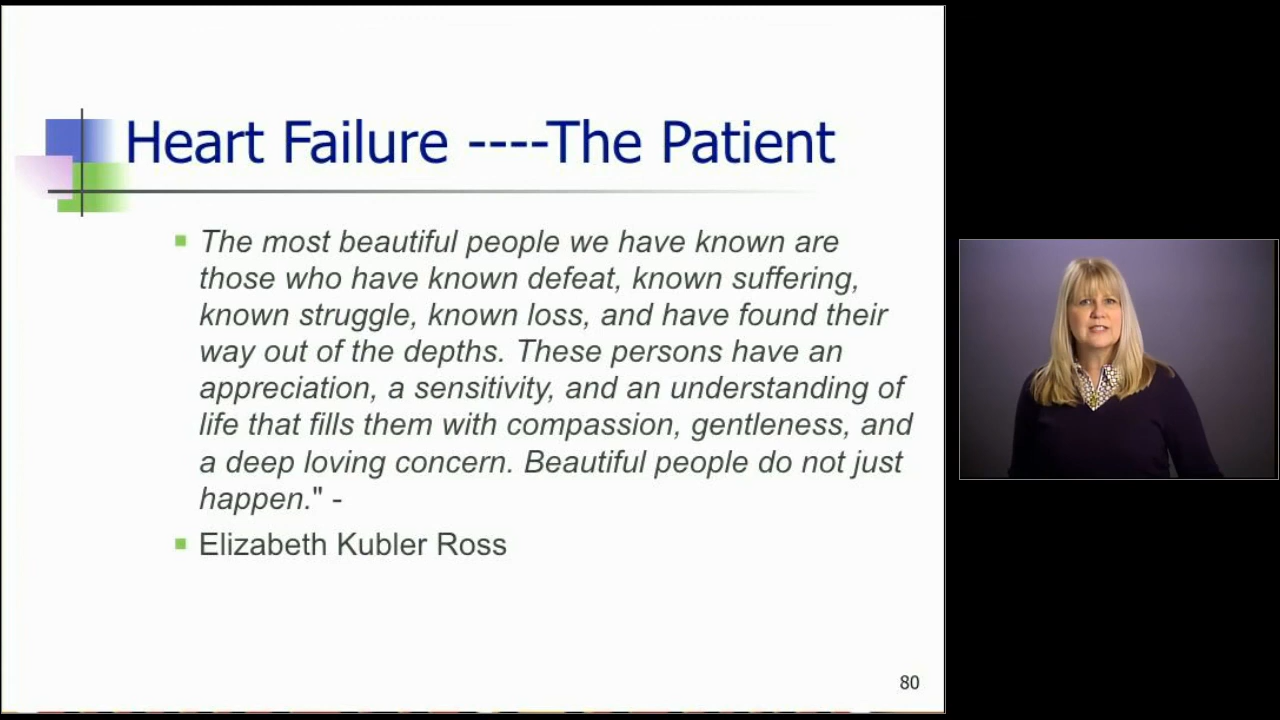 Heart Failure ----The Patient
The most beautiful people we have known are
those who have known defeat, known suffering,
known struggle, known loss, and have found their
way out of the depths. These persons have an
appreciation, a sensitivity, and an understanding of
life that fills them with compassion, gentleness, and
a deep loving concern. Beautiful people do not just
happen." -
Elizabeth Kubler Ross
80